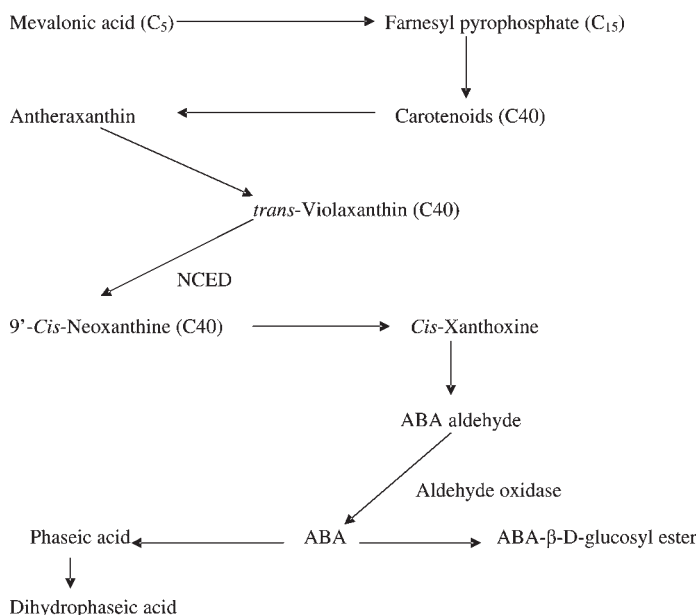 Mevalonic acid (C₅)
Farnesyl pyrophosphate (C₁₅)
Antheraxanthin
Carotenoids (C40)
trans-Violaxanthin (C40)
NCED
9’-Cis-Neoxanthine (C40)
Cis-Xanthoxine
ABA aldehyde
Aldehyde oxidase
Phaseic acid
ABA
ABA-β-D-glucosyl ester
Dihydrophaseic acid